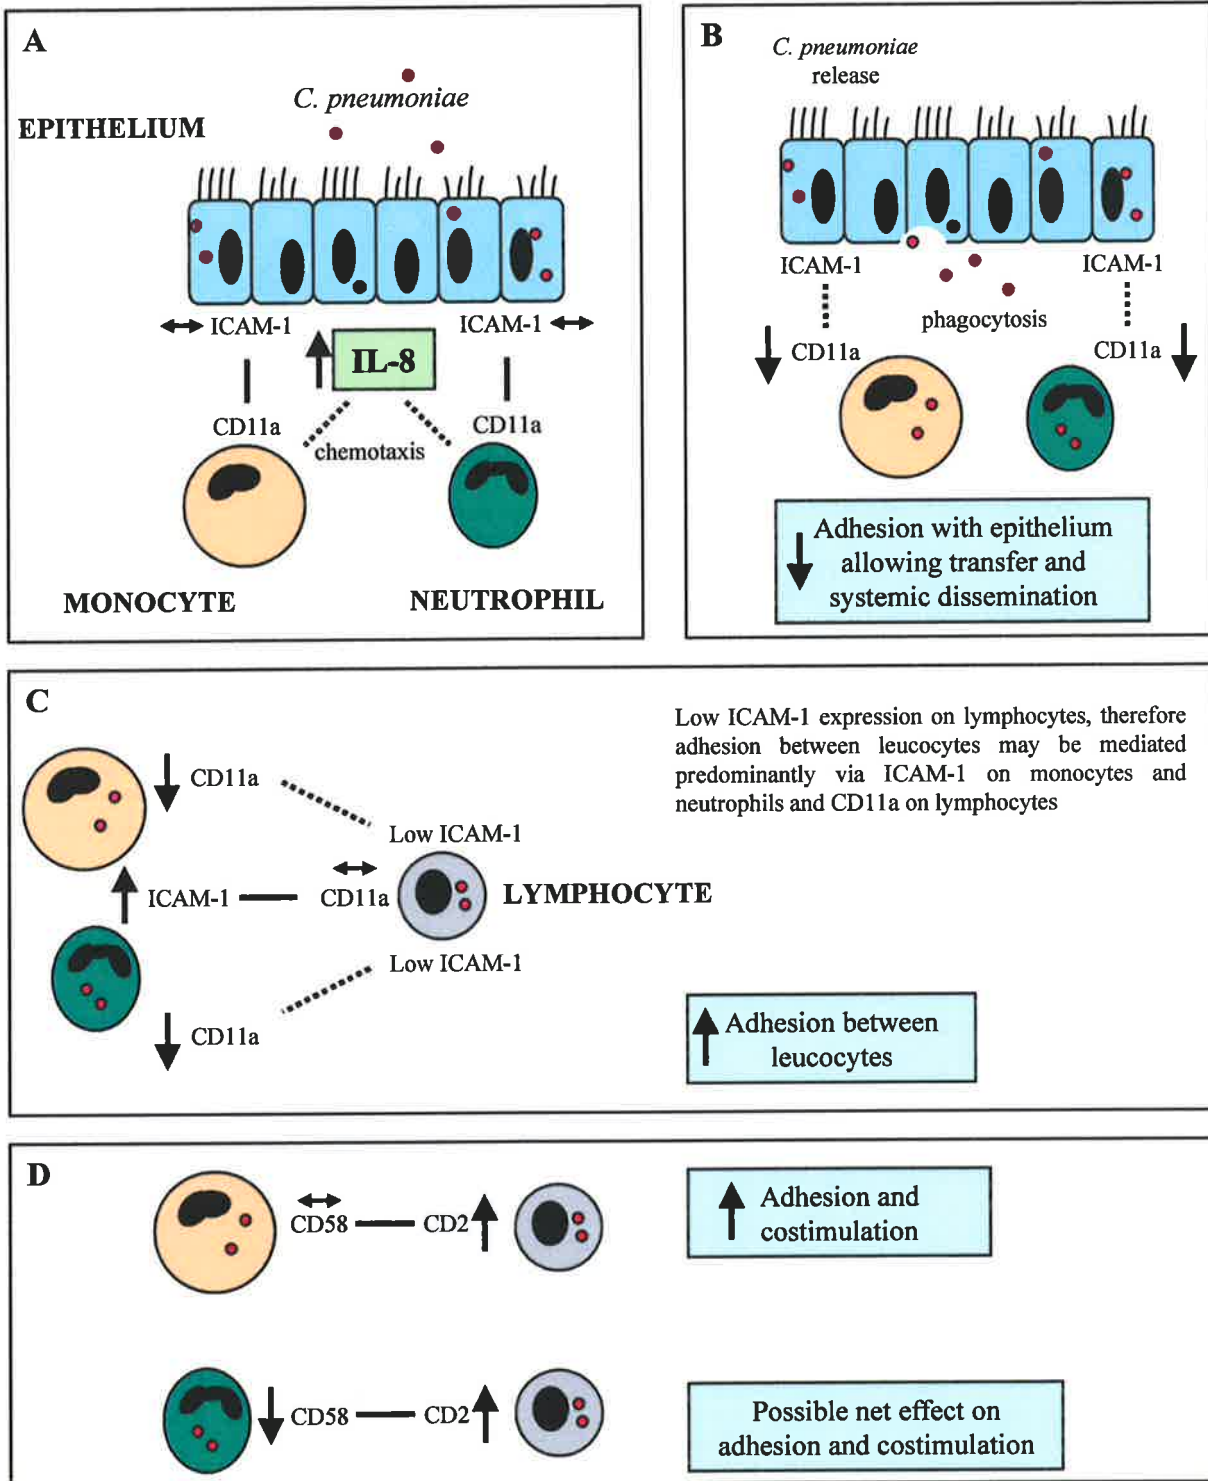 A
C. pneumoniae
EPITHELIUM
ICAM-1
ICAM-1
IL-8
CD11a
CD11a
chemotaxis
MONOCYTE
NEUTROPHIL
B
C. pneumoniae
release
ICAM-1
ICAM-1
phagocytosis
CD11a
CD11a
Adhesion with epithelium
allowing transfer and
systemic dissemination
C
Low ICAM-1 expression on lymphocytes, therefore
adhesion between leucocytes may be mediated
predominantly via ICAM-1 on monocytes and
neutrophils and CD11a on lymphocytes
CD11a
Low ICAM-1
ICAM-1
CD11a
LYMPHOCYTE
Low ICAM-1
CD11a
Adhesion between
leucocytes
D
CD58
CD2
Adhesion and
costimulation
CD58
CD2
Possible net effect on
adhesion and costimulation